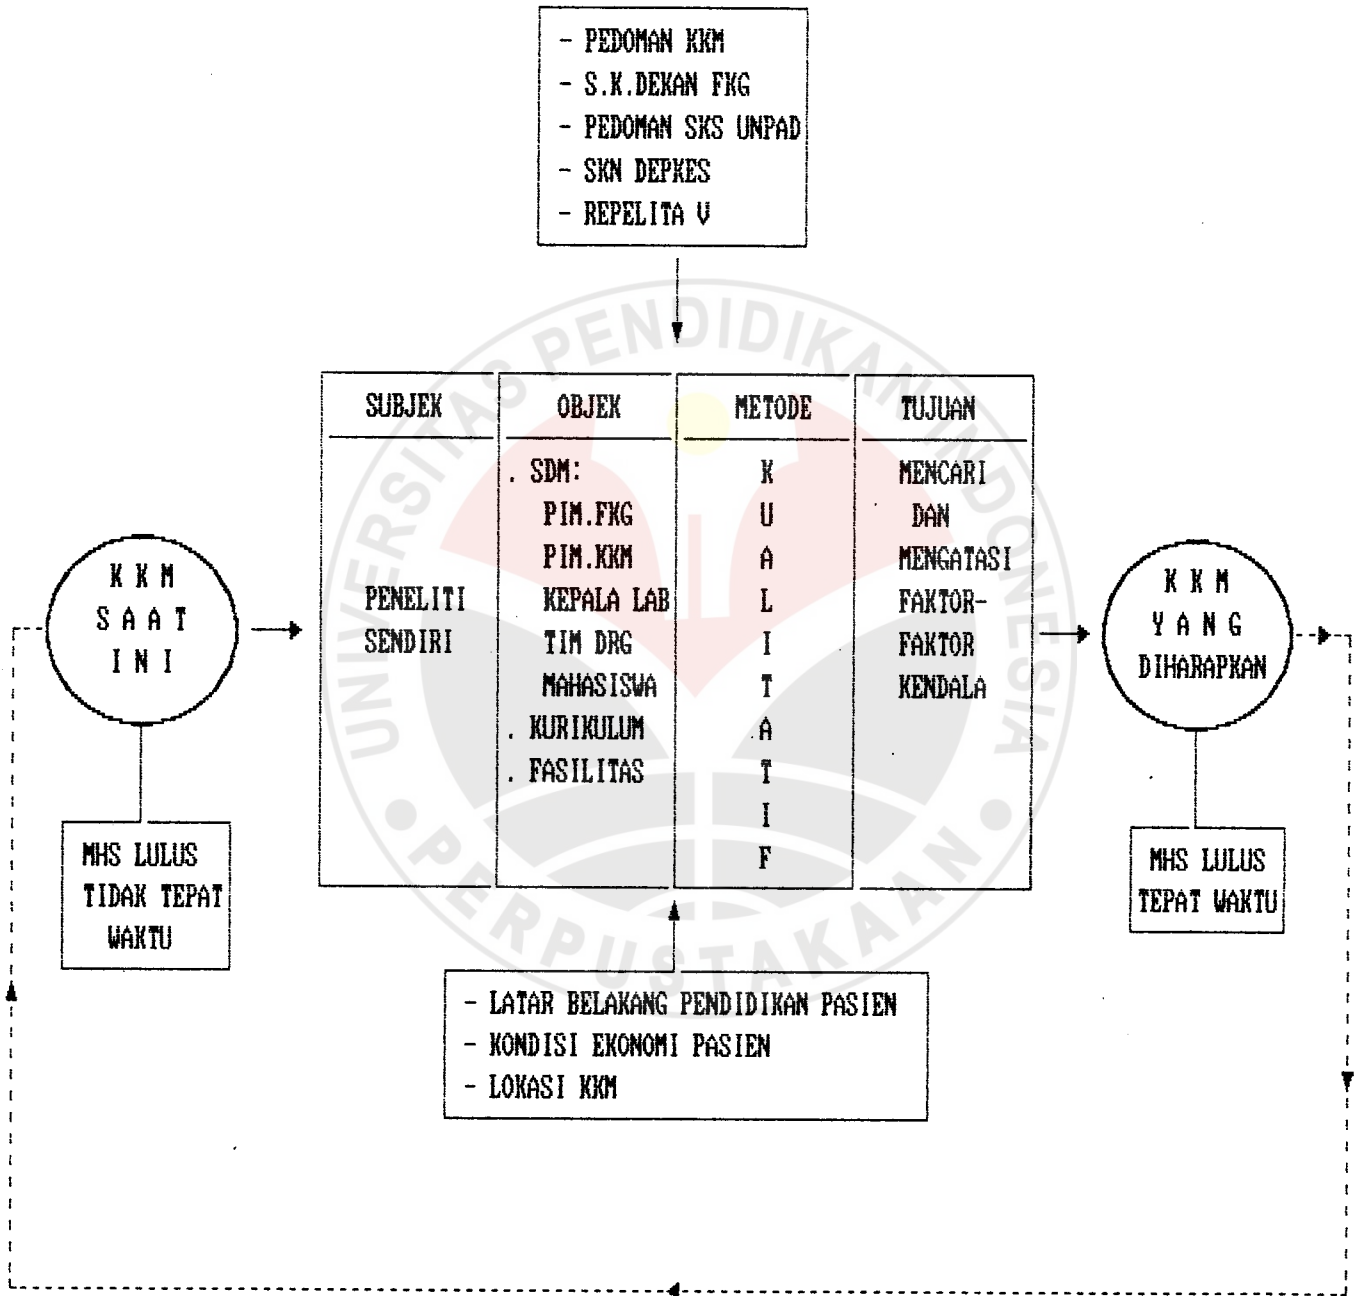 - PEDOMAN KKM
- S.K.DEKAN FKG
- PEDOMAN SKS UNPAD
- SKN DEPKES
- REPELITA V
SUBJEK
PENELITI
SENDIRI
OBJEK
. SDM:
PIM.FKG
PIM.KKM
KEPALA LAB
TIM DRG
MAHASISWA
. KURIKULUM
. FASILITAS
METODE
K
U
A
L
I
T
A
T
I
F
TUJUAN
MENCARI
DAN
MENGATASI
FAKTOR-
FAKTOR
KENDALA
K K M
S A A T
I N I
MHS LULUS
TIDAK TEPAT
WAKTU
K K M
Y A N G
DIHARAPKAN
MHS LULUS
TEPAT WAKTU
- LATAR BELAKANG PENDIDIKAN PASIEN
- KONDISI EKONOMI PASIEN
- LOKASI KKM
UNIVERSITAS PENDIDIKAN INDONESIA
PERPUSTAKAAN